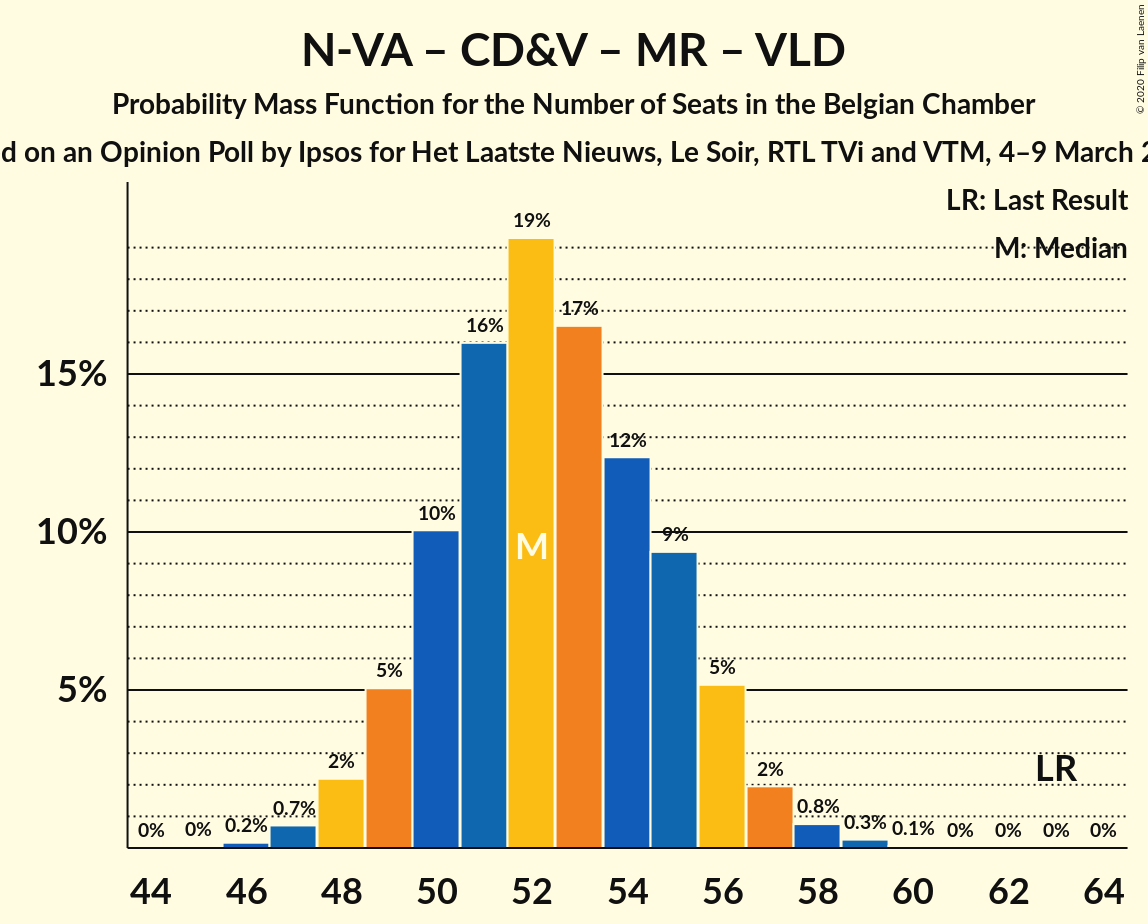 N-VA – CD&V – MR – VLD
Probability Mass Function for the Number of Seats in the Belgian Chamber
d on an Opinion Poll by Ipsos for Het Laatste Nieuws, Le Soir, RTL TVi and VTM, 4–9 March 2
© 2020 Filip van Laenen
LR: Last Result
M: Median
19%
17%
16%
15%
12%
10%
9%
10%
M
5%
5%
5%
2%
2%
LR
0.7%
0.8%
0% 0% 0.2% 0.3% 0.1% 0% 0% 0% 0%
44 46 48 50 52 54 56 58 60 62 64